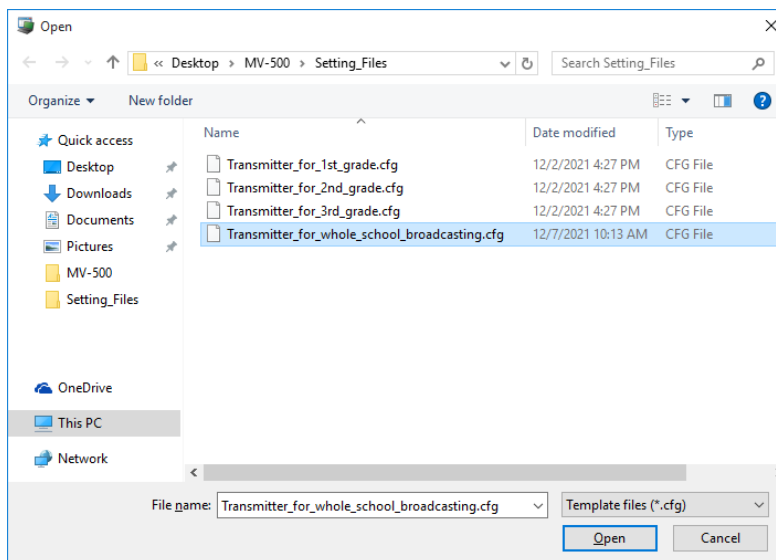 Open
« Desktop > MV-500 > Setting_Files
Search Setting_Files
Organize
New folder
Name
Date modified
Type
Quick access
Desktop
Downloads
Documents
Pictures
MV-500
Setting_Files
OneDrive
This PC
Network
Transmitter_for_1st_grade.cfg 12/2/2021 4:27 PM CFG File
Transmitter_for_2nd_grade.cfg 12/2/2021 4:27 PM CFG File
Transmitter_for_3rd_grade.cfg 12/2/2021 4:27 PM CFG File
Transmitter_for_whole_school_broadcasting.cfg 12/7/2021 10:13 AM CFG File
File name: Transmitter_for_whole_school_broadcasting.cfg
Template files (*.cfg)
Open
Cancel